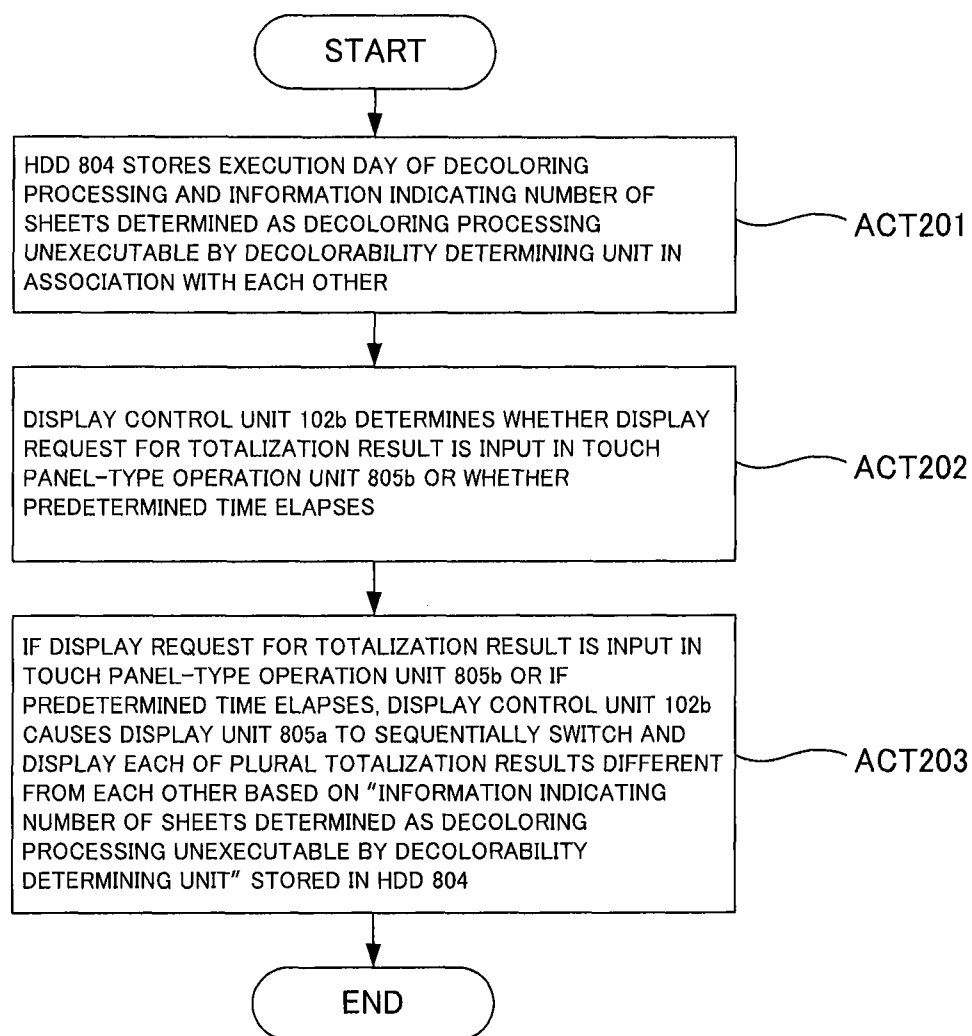 START
HDD 804 STORES EXECUTION DAY OF DECOLORING
PROCESSING AND INFORMATION INDICATING NUMBER OF
SHEETS DETERMINED AS DECOLORING PROCESSING
UNEXECUTABLE BY DECOLORABILITY DETERMINING UNIT IN
ASSOCIATION WITH EACH OTHER
ACT201
DISPLAY CONTROL UNIT 102b DETERMINES WHETHER DISPLAY
REQUEST FOR TOTALIZATION RESULT IS INPUT IN TOUCH
PANEL-TYPE OPERATION UNIT 805b OR WHETHER
PREDETERMINED TIME ELAPSES
ACT202
IF DISPLAY REQUEST FOR TOTALIZATION RESULT IS INPUT IN
TOUCH PANEL-TYPE OPERATION UNIT 805b OR IF
PREDETERMINED TIME ELAPSES, DISPLAY CONTROL UNIT 102b
CAUSES DISPLAY UNIT 805a TO SEQUENTIALLY SWITCH AND
DISPLAY EACH OF PLURAL TOTALIZATION RESULTS DIFFERENT
FROM EACH OTHER BASED ON "INFORMATION INDICATING
NUMBER OF SHEETS DETERMINED AS DECOLORING
PROCESSING UNEXECUTABLE BY DECOLORABILITY
DETERMINING UNIT" STORED IN HDD 804
ACT203
END